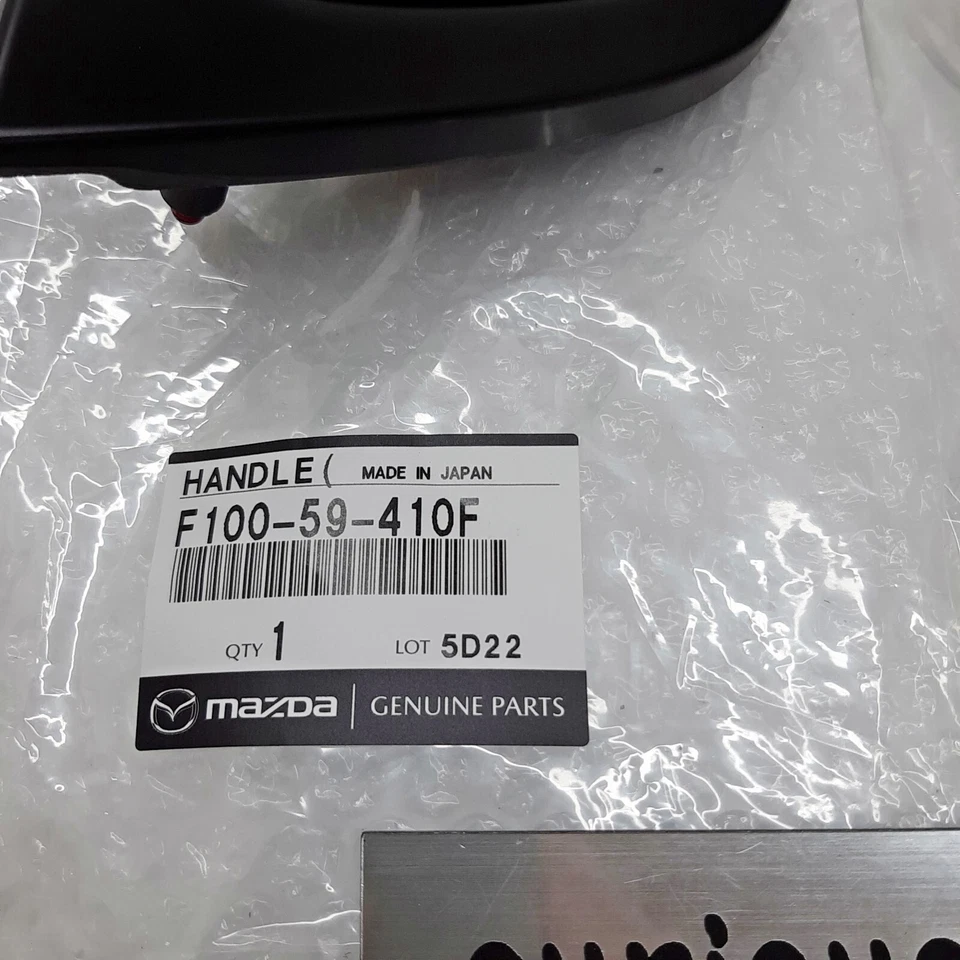 HANDLE( MADE IN JAPAN
F100-59-410F
QTY 1 LOT 5D22
mazda | GENUINE PARTS